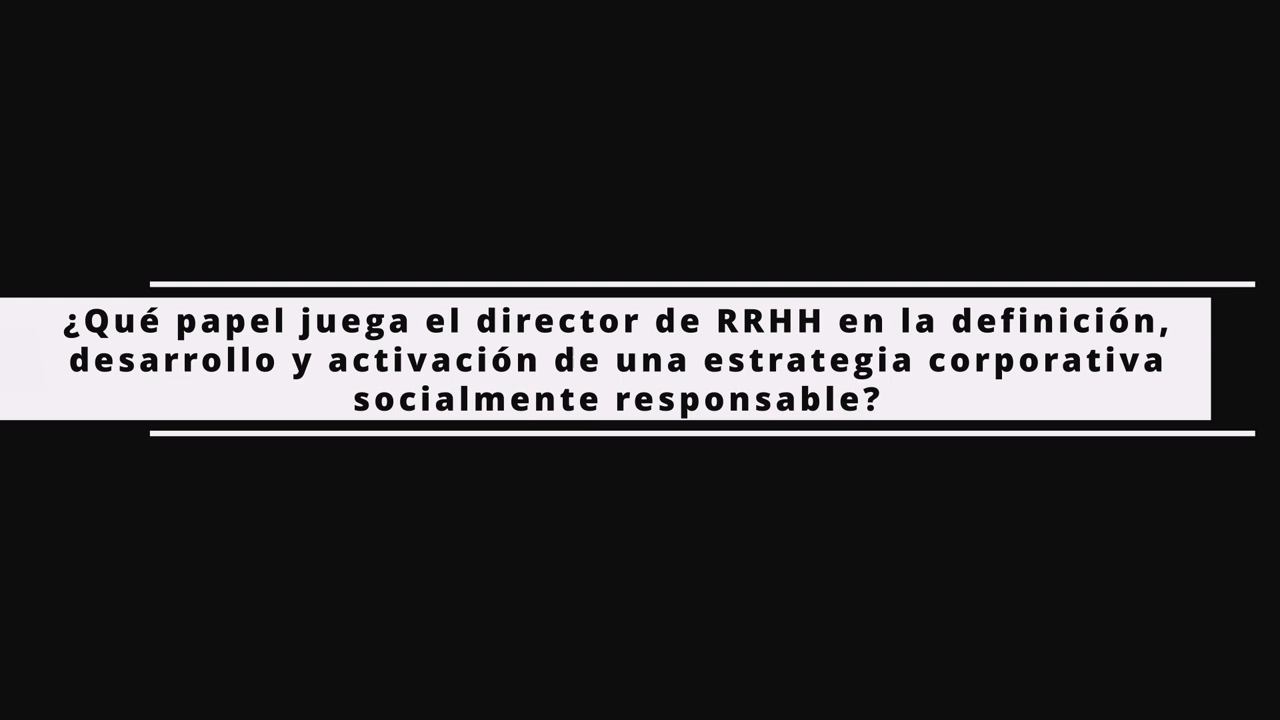 ¿Qué papel juega el director de RRHH en la definición,
desarrollo y activación de una estrategia corporativa
socialmente responsable?